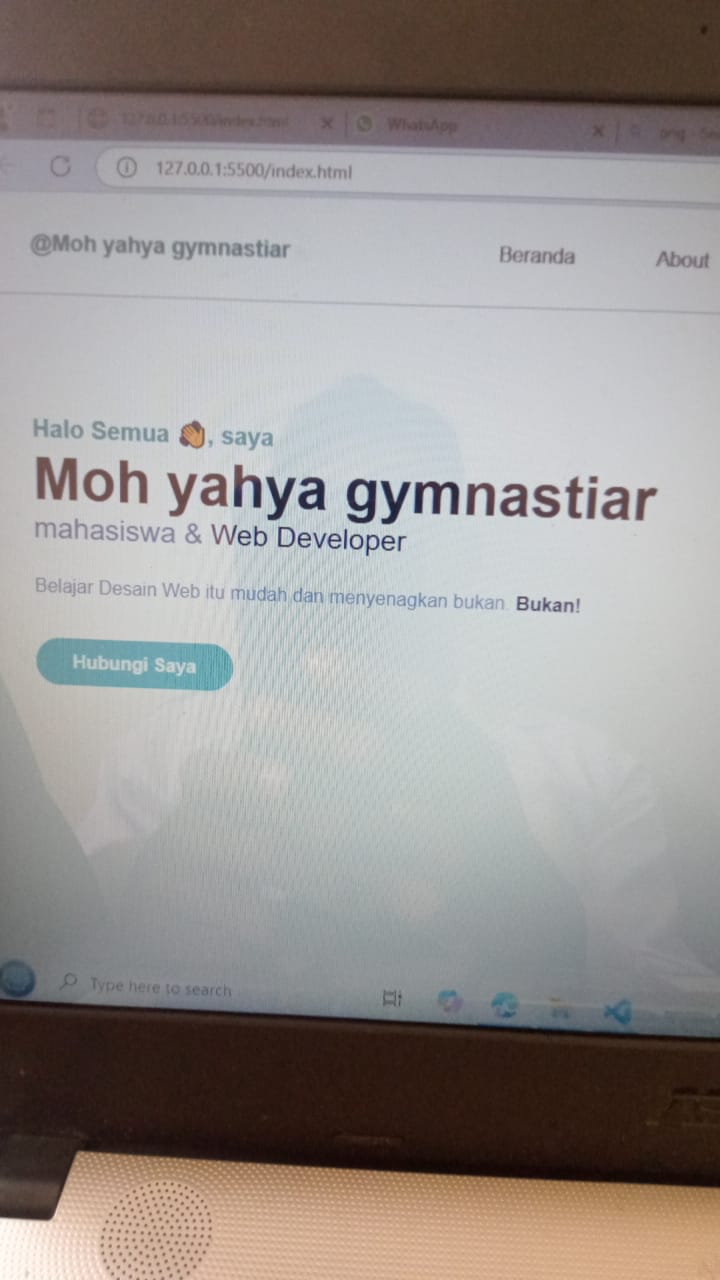 127.0.0.1:5500/index.html
WhatsApp
127.0.0.1:5500/index.html
@Moh yahya gymnastiar
Beranda
About
Halo Semua 👋, saya
Moh yahya gymnastiar
mahasiswa & Web Developer
Belajar Desain Web itu mudah dan menyenagkan bukan. Bukan!
Hubungi Saya
Type here to search